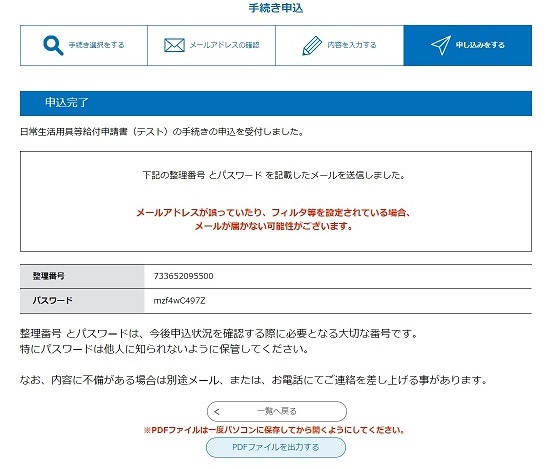 手続き申込
手続き選択をする
メールアドレスの確認
内容を入力する
申し込みをする
申込完了
日常生活用具等給付申請書（テスト）の手続きの申込を受付しました。
下記の整理番号 とパスワード を記載したメールを送信しました。
メールアドレスが誤っていたり、フィルタ等を設定されている場合、
メールが届かない可能性がございます。
整理番号 733652095500
パスワード mzf4wC497Z
整理番号 とパスワードは、今後申込状況を確認する際に必要となる大切な番号です。
特にパスワードは他人に知られないように保管してください。
なお、内容に不備がある場合は別途メール、または、お電話にてご連絡を差し上げる事があります。
一覧へ戻る
※PDFファイルは一度パソコンに保存してから開くようにしてください。
PDFファイルを出力する